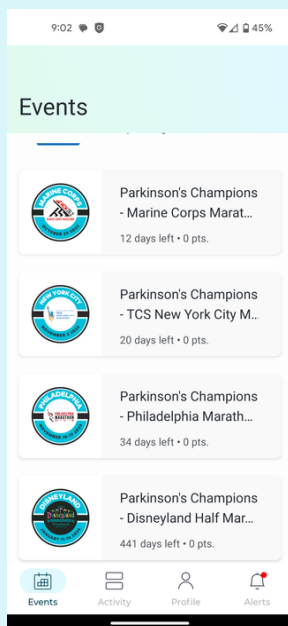 9:02
45%
Events
MARINE CORPS
Parkinson's Champions
- Marine Corps Marat...
12 days left • 0 pts.
NEW YORK CITY
Parkinson's Champions
- TCS New York City M...
20 days left • 0 pts.
PHILADELPHIA
Parkinson's Champions
- Philadelphia Marath...
34 days left • 0 pts.
DISNEYLAND
Parkinson's Champions
- Disneyland Half Mar...
441 days left • 0 pts.
Events
Activity
Profile
Alerts